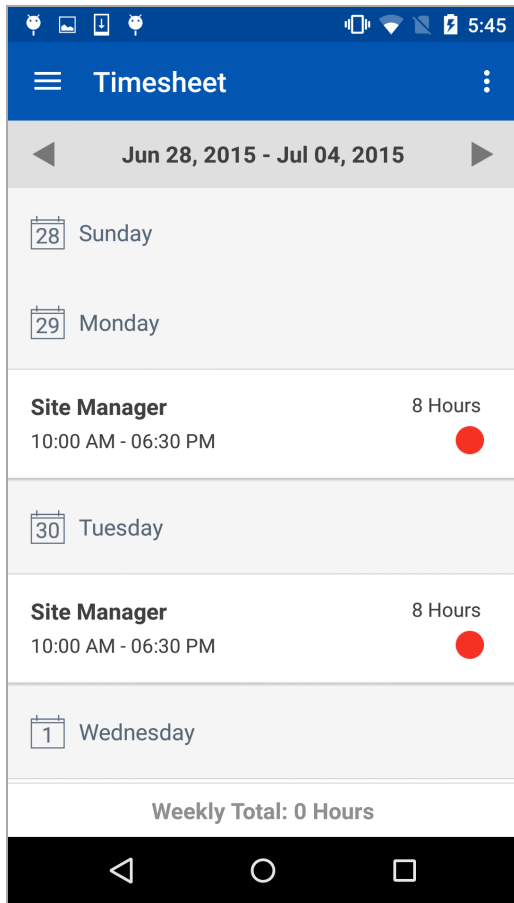 5:45
Timesheet
Jun 28, 2015 - Jul 04, 2015
28 Sunday
29 Monday
Site Manager 8 Hours
10:00 AM - 06:30 PM
30 Tuesday
Site Manager 8 Hours
10:00 AM - 06:30 PM
1 Wednesday
Weekly Total: 0 Hours